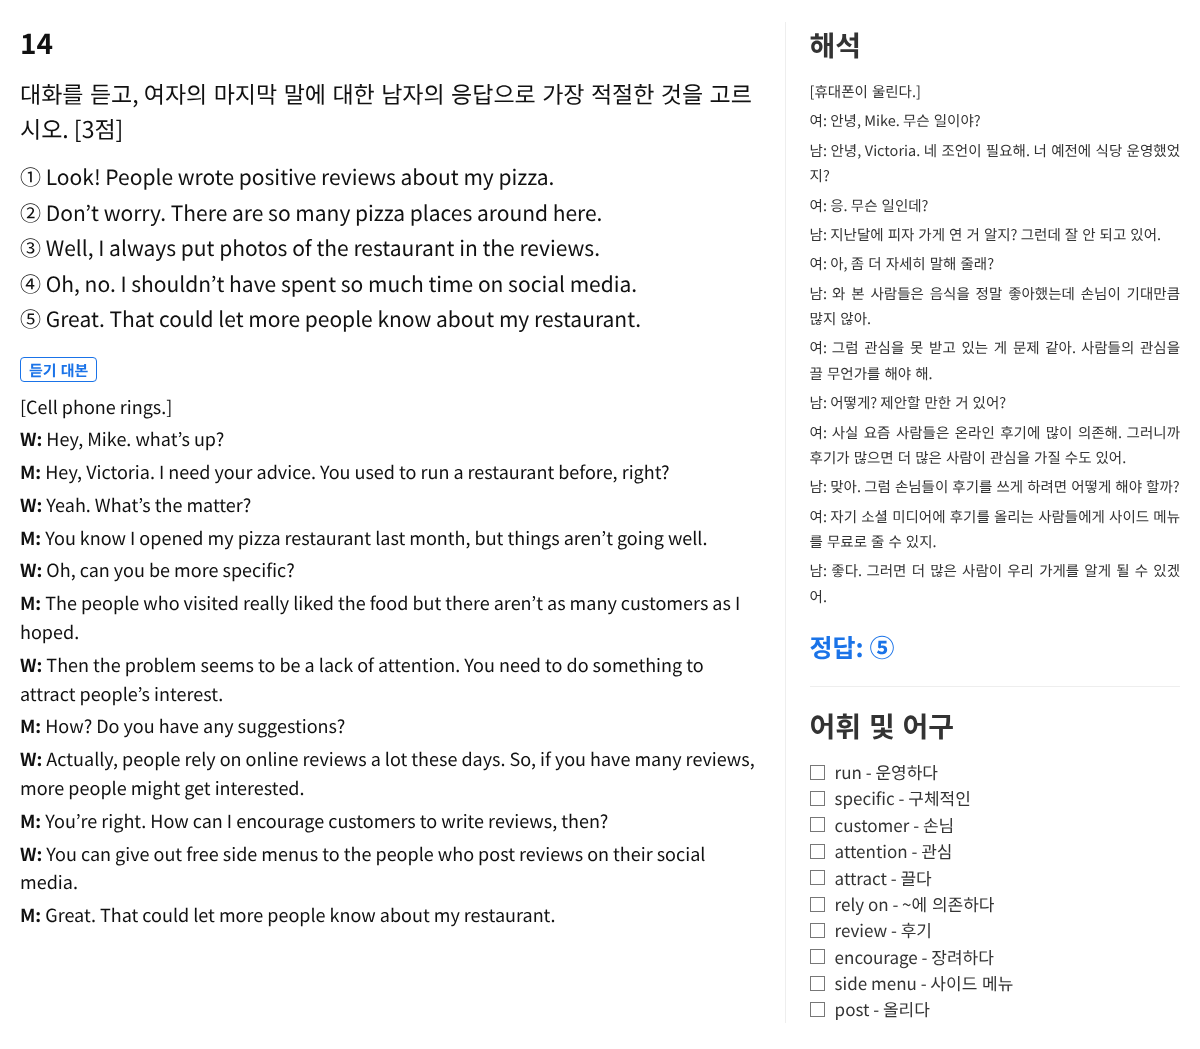 14
대화를 듣고, 여자의 마지막 말에 대한 남자의 응답으로 가장 적절한 것을 고르
시오. [3점]
① Look! People wrote positive reviews about my pizza.
② Don’t worry. There are so many pizza places around here.
③ Well, I always put photos of the restaurant in the reviews.
④ Oh, no. I shouldn’t have spent so much time on social media.
⑤ Great. That could let more people know about my restaurant.
듣기 대본
[Cell phone rings.]
W: Hey, Mike. what’s up?
M: Hey, Victoria. I need your advice. You used to run a restaurant before, right?
W: Yeah. What’s the matter?
M: You know I opened my pizza restaurant last month, but things aren’t going well.
W: Oh, can you be more specific?
M: The people who visited really liked the food but there aren’t as many customers as I
hoped.
W: Then the problem seems to be a lack of attention. You need to do something to
attract people’s interest.
M: How? Do you have any suggestions?
W: Actually, people rely on online reviews a lot these days. So, if you have many reviews,
more people might get interested.
M: You’re right. How can I encourage customers to write reviews, then?
W: You can give out free side menus to the people who post reviews on their social
media.
M: Great. That could let more people know about my restaurant.
해석
[휴대폰이 울린다.]
여: 안녕, Mike. 무슨 일이야?
남: 안녕, Victoria. 네 조언이 필요해. 너 예전에 식당 운영했었
지?
여: 응. 무슨 일인데?
남: 지난달에 피자 가게 연 거 알지? 그런데 잘 안 되고 있어.
여: 아, 좀 더 자세히 말해 줄래?
남: 와 본 사람들은 음식을 정말 좋아했는데 손님이 기대만큼
많지 않아.
여: 그럼 관심을 못 받고 있는 게 문제 같아. 사람들의 관심을
끌 무언가를 해야 해.
남: 어떻게? 제안할 만한 거 있어?
여: 사실 요즘 사람들은 온라인 후기에 많이 의존해. 그러니까
후기가 많으면 더 많은 사람이 관심을 가질 수도 있어.
남: 맞아. 그럼 손님들이 후기를 쓰게 하려면 어떻게 해야 할까?
여: 자기 소셜 미디어에 후기를 올리는 사람들에게 사이드 메뉴
를 무료로 줄 수 있지.
남: 좋다. 그러면 더 많은 사람이 우리 가게를 알게 될 수 있겠
어.
정답: ⑤
어휘 및 어구
□ run - 운영하다
□ specific - 구체적인
□ customer - 손님
□ attention - 관심
□ attract - 끌다
□ rely on - ~에 의존하다
□ review - 후기
□ encourage - 장려하다
□ side menu - 사이드 메뉴
□ post - 올리다